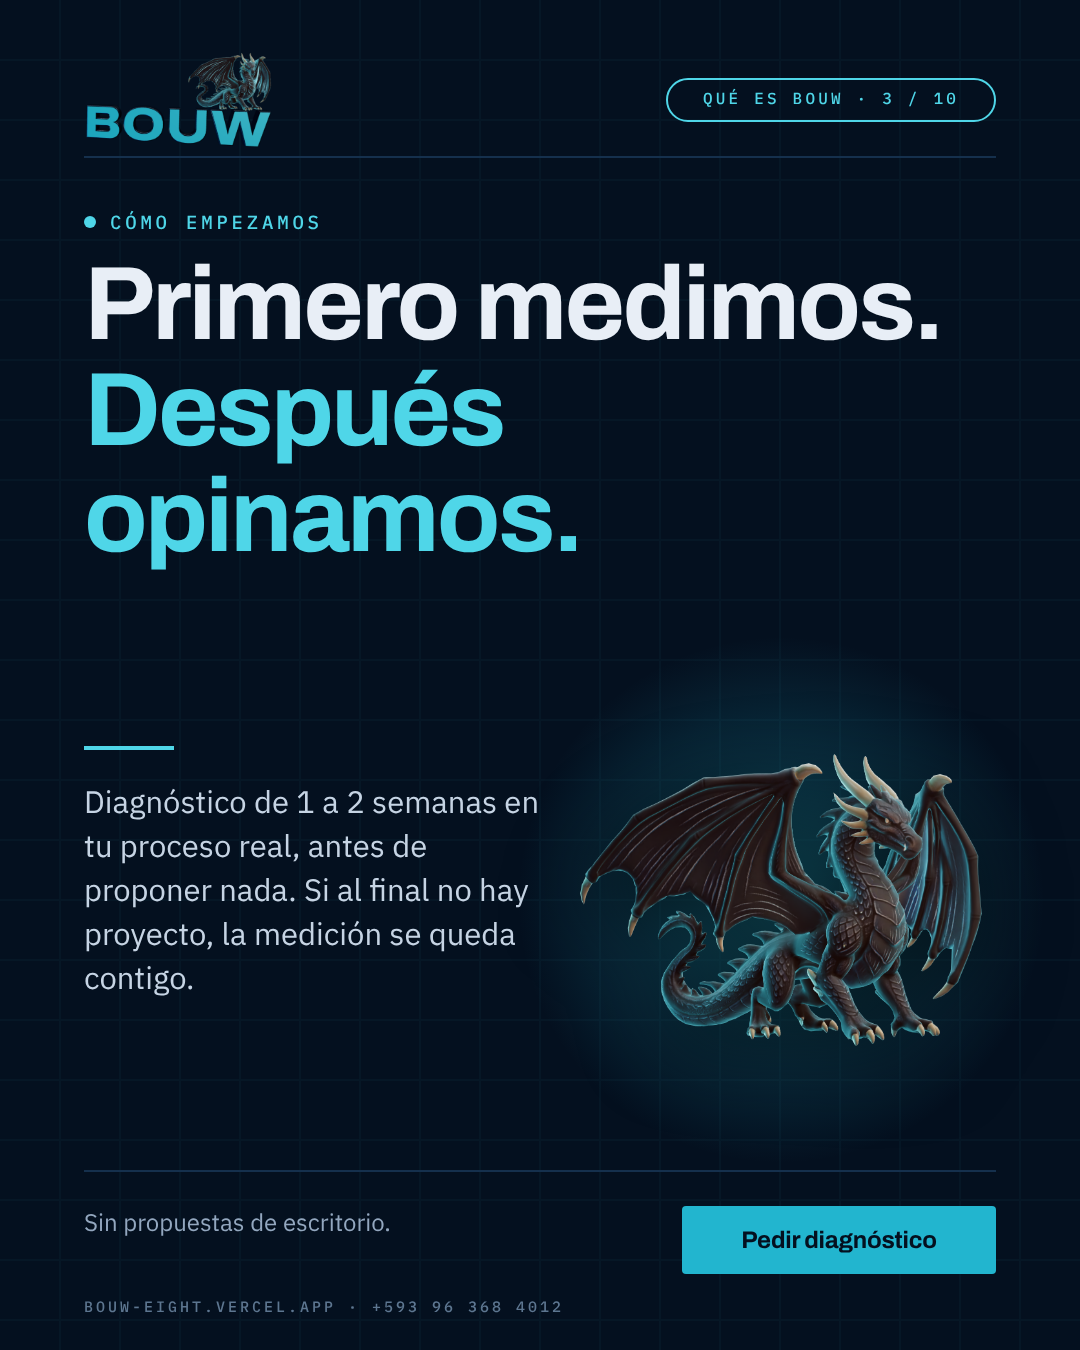 BOUW
QUÉ ES BOUW · 3 / 10
CÓMO EMPEZAMOS
Primero medimos.
Después
opinamos.
Diagnóstico de 1 a 2 semanas en
tu proceso real, antes de
proponer nada. Si al final no hay
proyecto, la medición se queda
contigo.
Sin propuestas de escritorio.
Pedir diagnóstico
BOUW-EIGHT.VERCEL.APP · +593 96 368 4012